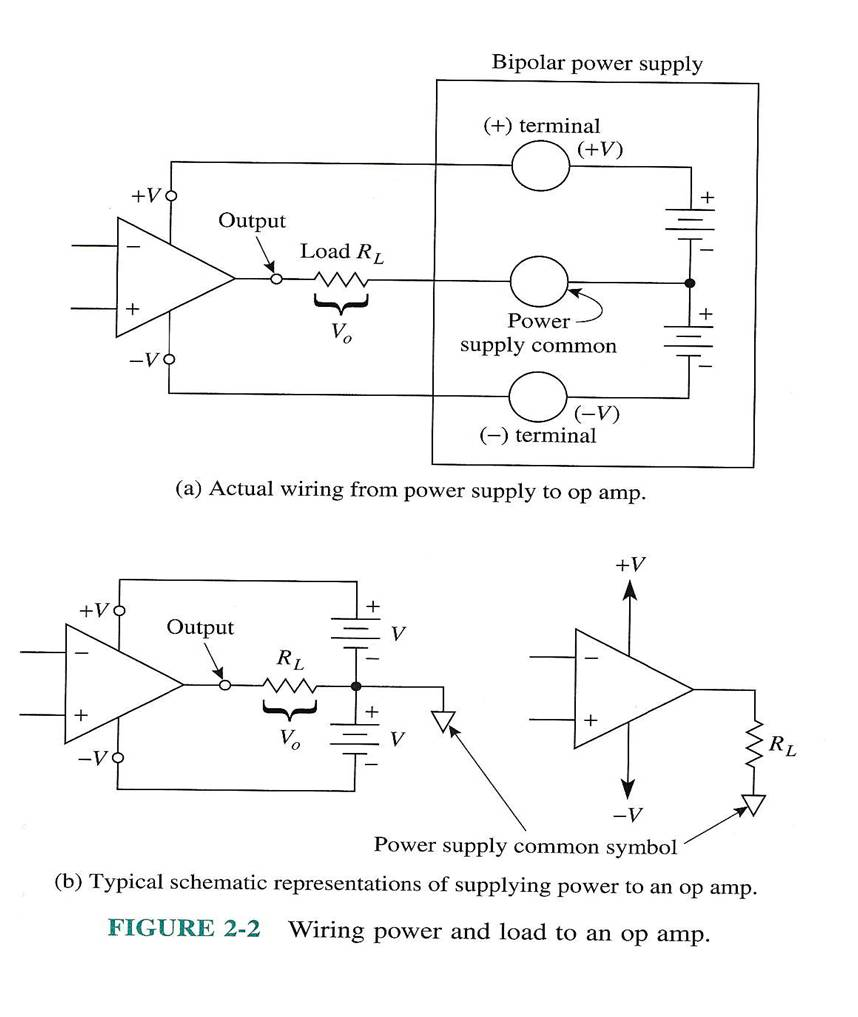 Bipolar power supply
(+) terminal
(+V)
+V
+
−
Output
Load R_L
−
+
V_o
Power
supply common
+
−
−V
(−V)
(−) terminal
(a) Actual wiring from power supply to op amp.
+V
+
V
−
Output
R_L
−
+
V_o
+
V
−
−V
+V
−
+
R_L
−V
Power supply common symbol
(b) Typical schematic representations of supplying power to an op amp.
FIGURE 2-2 Wiring power and load to an op amp.